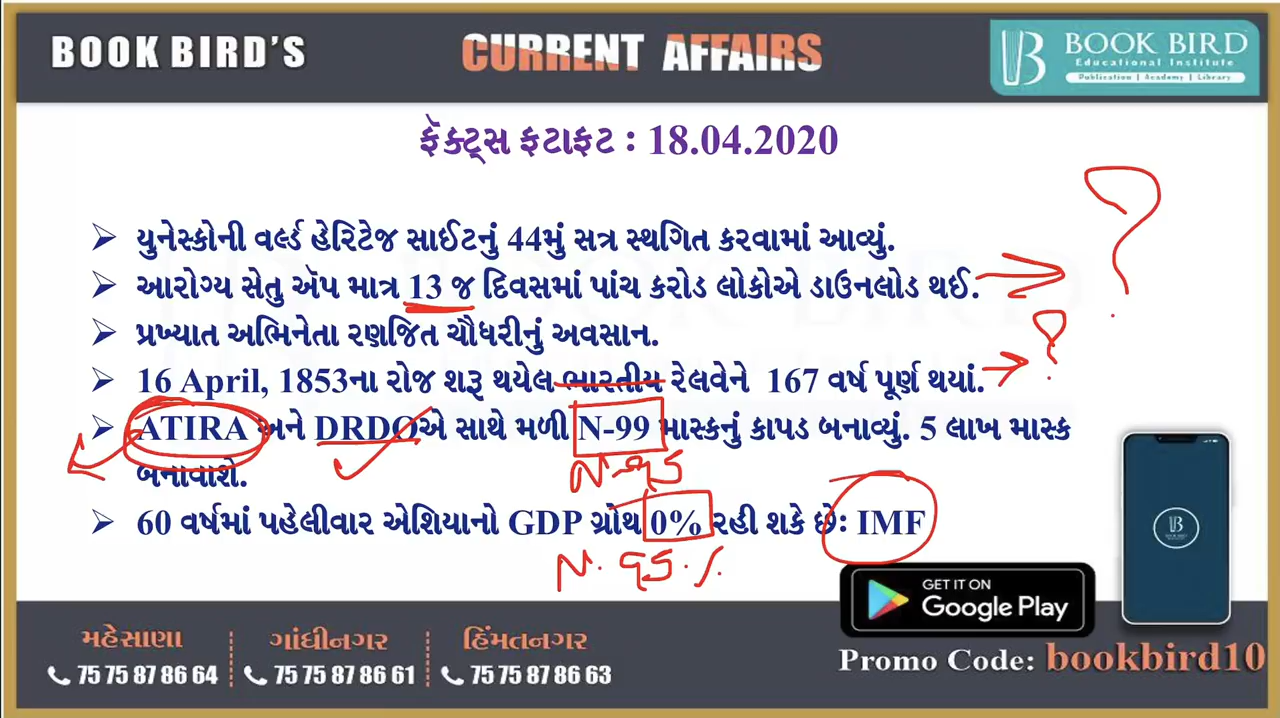 BOOK BIRD'S
CURRENT AFFAIRS
BOOK BIRD
Educational Institute
Publication | Academy | Library
ફૅક્ટ્સ ફટાફટ : 18.04.2020
➢ યુનેસ્કોની વર્લ્ડ હેરિટેજ સાઈટનું 44મું સત્ર સ્થગિત કરવામાં આવ્યું.
➢ આરોગ્ય સેતુ ઍપ માત્ર 13 જ દિવસમાં પાંચ કરોડ લોકોએ ડાઉનલોડ થઈ.
?
➢ પ્રખ્યાત અભિનેતા રણજિત ચૌધરીનું અવસાન.
?
➢ 16 April, 1853ના રોજ શરૂ થયેલ ભારતીય રેલવેને 167 વર્ષ પૂર્ણ થયાં.
➢ ATIRA અને DRDOએ સાથે મળી N-99 માસ્કનું કાપડ બનાવ્યું. 5 લાખ માસ્ક
બનાવાશે.
N-95
➢ 60 વર્ષમાં પહેલીવાર એશિયાનો GDP ગ્રોથ 0% રહી શકે છેઃ IMF
GET IT ON
Google Play
મહેસાણા
75 75 87 86 64
ગાંધીનગર
75 75 87 86 61
હિંમતનગર
75 75 87 86 63
Promo Code: bookbird10